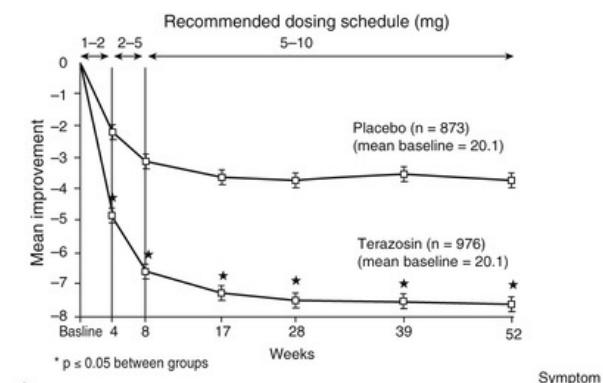 Recommended dosing schedule (mg)
1–2 2–5 5–10
0
–1
–2
–3
–4
–5
–6
–7
–8
Mean improvement
Placebo (n = 873)
(mean baseline = 20.1)
Terazosin (n = 976)
(mean baseline = 20.1)
Basline 4 8 17 28 39 52
Weeks
* p ≤ 0.05 between groups
Symptom